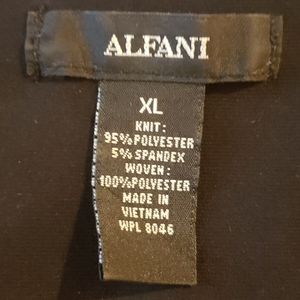 ALFANI
XL
KNIT:
95% POLYESTER
5% SPANDEX
WOVEN:
100%POLYESTER
MADE IN
VIETNAM
WPL 8046